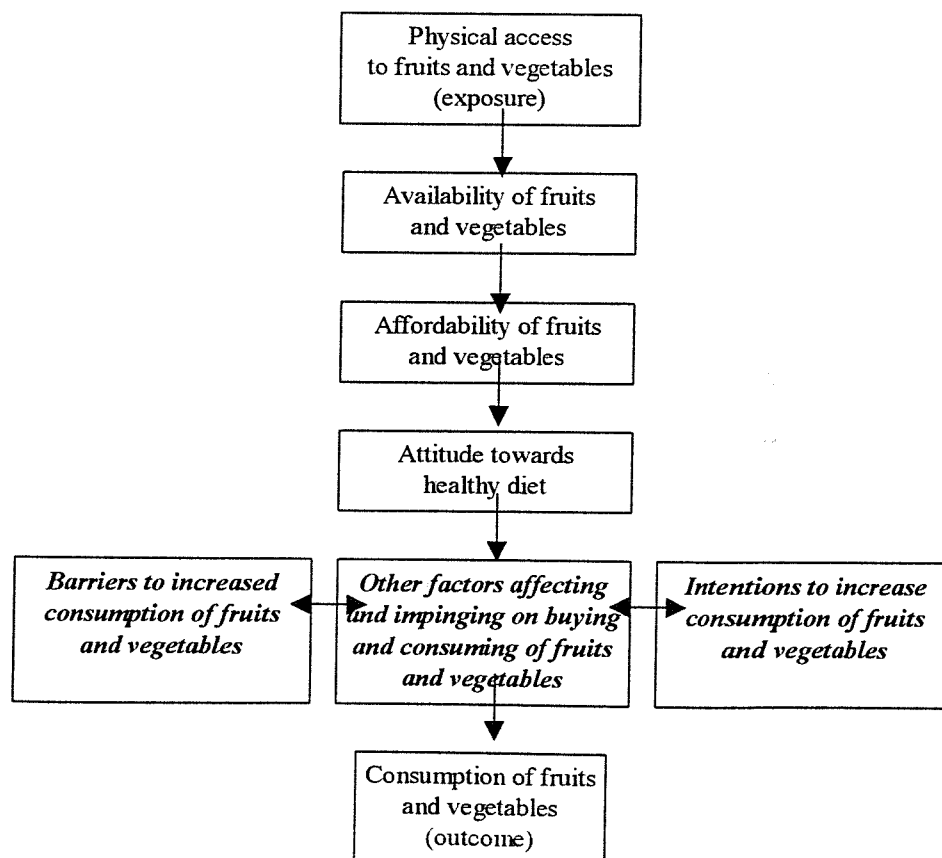 Physical access
to fruits and vegetables
(exposure)
Availability of fruits
and vegetables
Affordability of fruits
and vegetables
Attitude towards
healthy diet
Barriers to increased
consumption of fruits
and vegetables
Other factors affecting
and impinging on buying
and consuming of fruits
and vegetables
Intentions to increase
consumption of fruits
and vegetables
Consumption of fruits
and vegetables
(outcome)